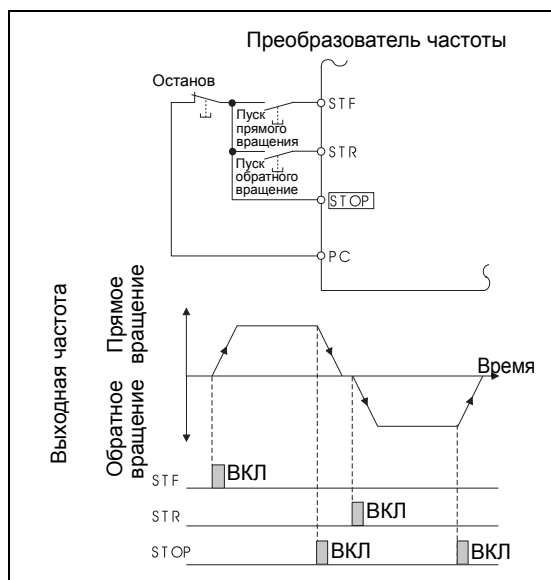 Преобразователь частоты
Останов
STF
Пуск
прямого
вращения
STR
Пуск
обратного
вращение
STOP
PC
Выходная частота
Прямое
вращение
Обратное
вращение
Время
STF
ВКЛ
STR
ВКЛ
STOP
ВКЛ
ВКЛ